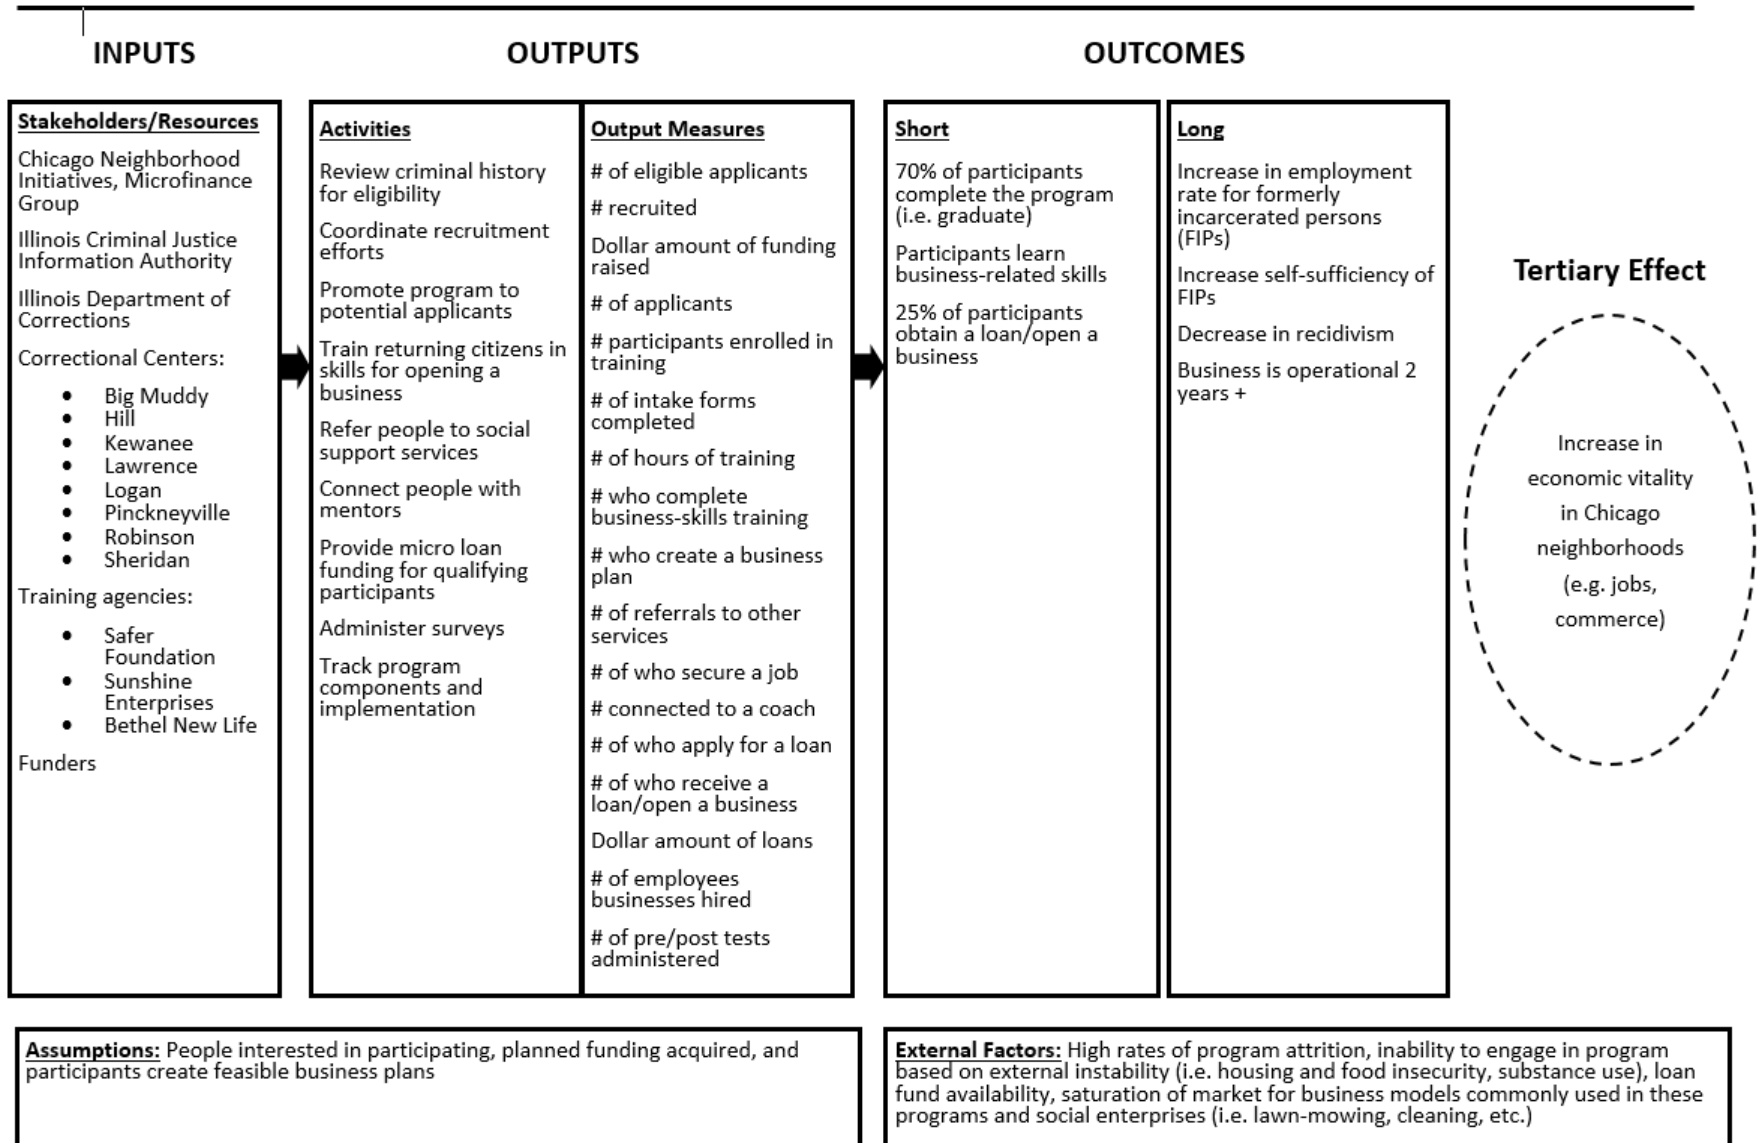 INPUTS
OUTPUTS
OUTCOMES
Stakeholders/Resources
Chicago Neighborhood
Initiatives, Microfinance
Group
Illinois Criminal Justice
Information Authority
Illinois Department of
Corrections
Correctional Centers:
• Big Muddy
• Hill
• Kewanee
• Lawrence
• Logan
• Pinckneyville
• Robinson
• Sheridan
Training agencies:
• Safer
Foundation
• Sunshine
Enterprises
• Bethel New Life
Funders
Activities
Review criminal history
for eligibility
Coordinate recruitment
efforts
Promote program to
potential applicants
Train returning citizens in
skills for opening a
business
Refer people to social
support services
Connect people with
mentors
Provide micro loan
funding for qualifying
participants
Administer surveys
Track program
components and
implementation
Output Measures
# of eligible applicants
# recruited
Dollar amount of funding
raised
# of applicants
# participants enrolled in
training
# of intake forms
completed
# of hours of training
# who complete
business-skills training
# who create a business
plan
# of referrals to other
services
# of who secure a job
# connected to a coach
# of who apply for a loan
# of who receive a
loan/open a business
Dollar amount of loans
# of employees
businesses hired
# of pre/post tests
administered
Short
70% of participants
complete the program
(i.e. graduate)
Participants learn
business-related skills
25% of participants
obtain a loan/open a
business
Long
Increase in employment
rate for formerly
incarcerated persons
(FIPs)
Increase self-sufficiency of
FIPs
Decrease in recidivism
Business is operational 2
years +
Tertiary Effect
Increase in
economic vitality
in Chicago
neighborhoods
(e.g. jobs,
commerce)
Assumptions: People interested in participating, planned funding acquired, and
participants create feasible business plans
External Factors: High rates of program attrition, inability to engage in program
based on external instability (i.e. housing and food insecurity, substance use), loan
fund availability, saturation of market for business models commonly used in these
programs and social enterprises (i.e. lawn-mowing, cleaning, etc.)